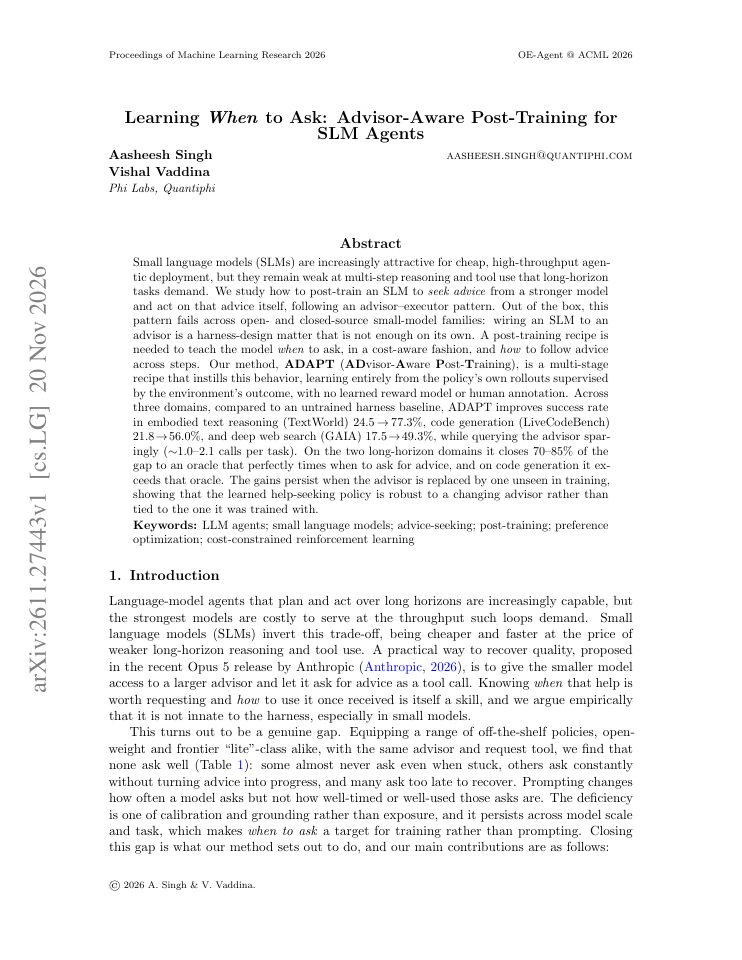 Proceedings of Machine Learning Research 2026
OE-Agent @ ACML 2026
Learning When to Ask: Advisor-Aware Post-Training for
SLM Agents
Aasheesh Singh
AASHEESH.SINGH@QUANTIPHI.COM
Vishal Vaddina
Phi Labs, Quantiphi
Abstract
Small language models (SLMs) are increasingly attractive for cheap, high-throughput agen-
tic deployment, but they remain weak at multi-step reasoning and tool use that long-horizon
tasks demand. We study how to post-train an SLM to seek advice from a stronger model
and act on that advice itself, following an advisor–executor pattern. Out of the box, this
pattern fails across open- and closed-source small-model families: wiring an SLM to an
advisor is a harness-design matter that is not enough on its own. A post-training recipe is
needed to teach the model when to ask, in a cost-aware fashion, and how to follow advice
across steps. Our method, ADAPT (ADvisor-Aware Post-Training), is a multi-stage
recipe that instills this behavior, learning entirely from the policy's own rollouts supervised
by the environment's outcome, with no learned reward model or human annotation. Across
three domains, compared to an untrained harness baseline, ADAPT improves success rate
in embodied text reasoning (TextWorld) 24.5→77.3%, code generation (LiveCodeBench)
21.8→56.0%, and deep web search (GAIA) 17.5→49.3%, while querying the advisor spar-
ingly (∼1.0–2.1 calls per task). On the two long-horizon domains it closes 70–85% of the
gap to an oracle that perfectly times when to ask for advice, and on code generation it ex-
ceeds that oracle. The gains persist when the advisor is replaced by one unseen in training,
showing that the learned help-seeking policy is robust to a changing advisor rather than
tied to the one it was trained with.
Keywords: LLM agents; small language models; advice-seeking; post-training; preference
optimization; cost-constrained reinforcement learning
1. Introduction
Language-model agents that plan and act over long horizons are increasingly capable, but
the strongest models are costly to serve at the throughput such loops demand. Small
language models (SLMs) invert this trade-off, being cheaper and faster at the price of
weaker long-horizon reasoning and tool use. A practical way to recover quality, proposed
in the recent Opus 5 release by Anthropic (Anthropic, 2026), is to give the smaller model
access to a larger advisor and let it ask for advice as a tool call. Knowing when that help is
worth requesting and how to use it once received is itself a skill, and we argue empirically
that it is not innate to the harness, especially in small models.
This turns out to be a genuine gap. Equipping a range of off-the-shelf policies, open-
weight and frontier “lite”-class alike, with the same advisor and request tool, we find that
none ask well (Table 1): some almost never ask even when stuck, others ask constantly
without turning advice into progress, and many ask too late to recover. Prompting changes
how often a model asks but not how well-timed or well-used those asks are. The deficiency
is one of calibration and grounding rather than exposure, and it persists across model scale
and task, which makes when to ask a target for training rather than prompting. Closing
this gap is what our method sets out to do, and our main contributions are as follows:
© 2026 A. Singh & V. Vaddina.
arXiv:2611.27443v1 [cs.LG] 20 Nov 2026